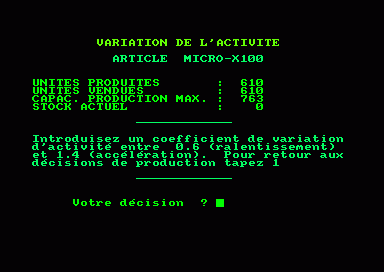 VARIATION DE L'ACTIVITE
ARTICLE MICRO-X100
UNITES PRODUITES : 610
UNITES VENDUES : 610
CAPAC. PRODUCTION MAX. : 763
STOCK ACTUEL : 0
Introduisez un coefficient de variation
d'activité entre 0.6 (ralentissement)
et 1.4 (accélération). Pour retour aux
décisions de production tapez 1
Votre décision ?